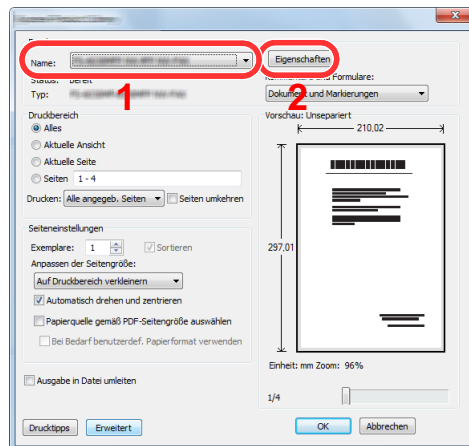 Name:
Eigenschaften
Status: Bereit
Kommentare und Formulare:
Typ:
Dokument und Markierungen
1
2
Druckbereich
Alles
Aktuelle Ansicht
Aktuelle Seite
Seiten 1 - 4
Drucken: Alle angegeb. Seiten Seiten umkehren
Seiteneinstellungen
Exemplare: 1 Sortieren
Anpassen der Seitengröße:
Auf Druckbereich verkleinern
Automatisch drehen und zentrieren
Papierquelle gemäß PDF-Seitengröße auswählen
Bei Bedarf benutzerdef. Papierformat verwenden
Ausgabe in Datei umleiten
Vorschau: Unsepariert
210,02
297,01
Einheit: mm Zoom: 96%
1/4
Drucktipps Erweitert OK Abbrechen